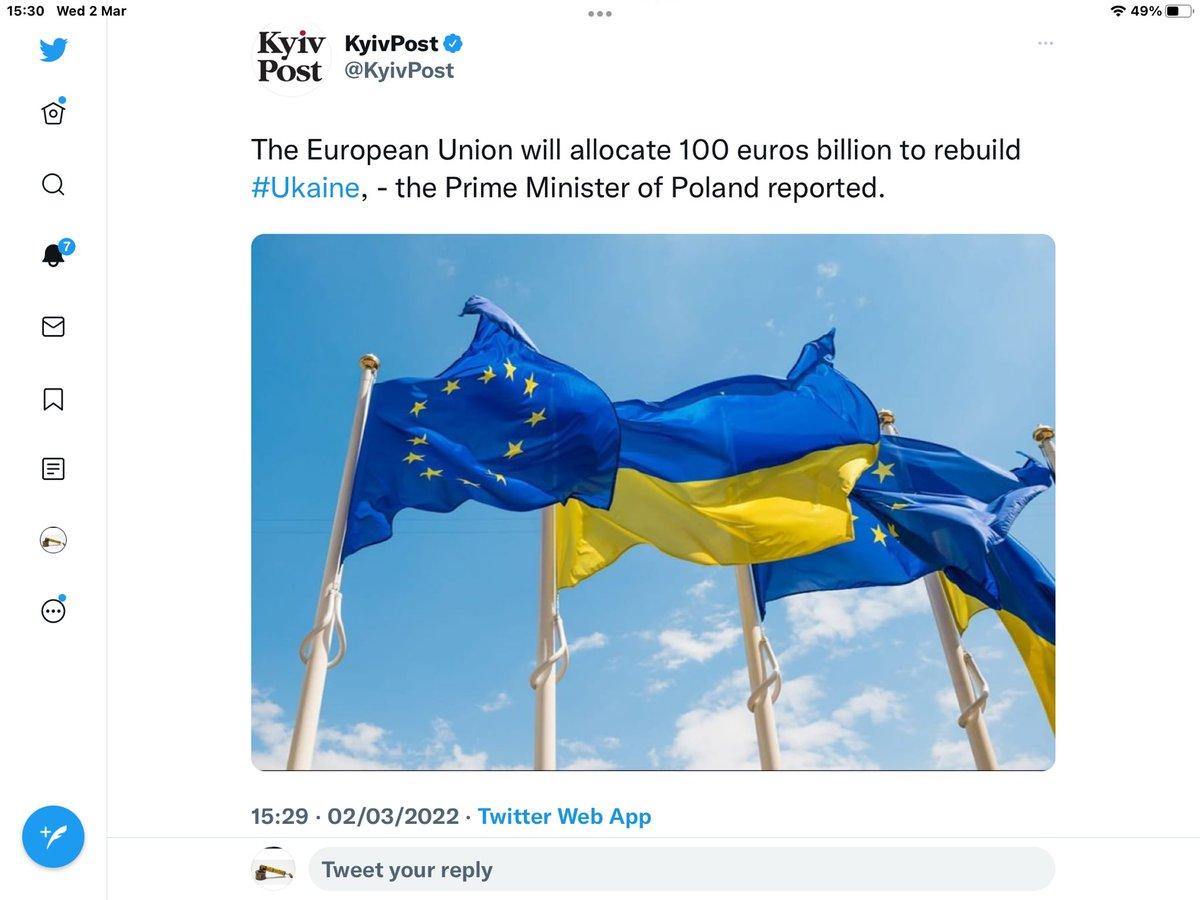 15:30 Wed 2 Mar
49%
Kyiv
Post
KyivPost
@KyivPost
The European Union will allocate 100 euros billion to rebuild
#Ukaine, - the Prime Minister of Poland reported.
7
15:29 · 02/03/2022 · Twitter Web App
Tweet your reply